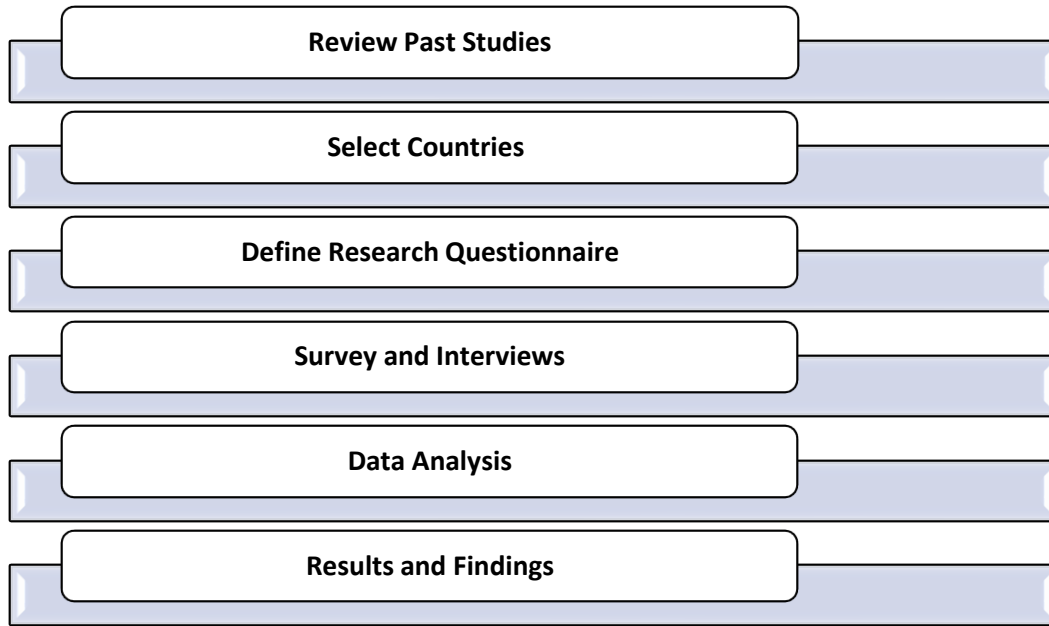 Review Past Studies
Select Countries
Define Research Questionnaire
Survey and Interviews
Data Analysis
Results and Findings